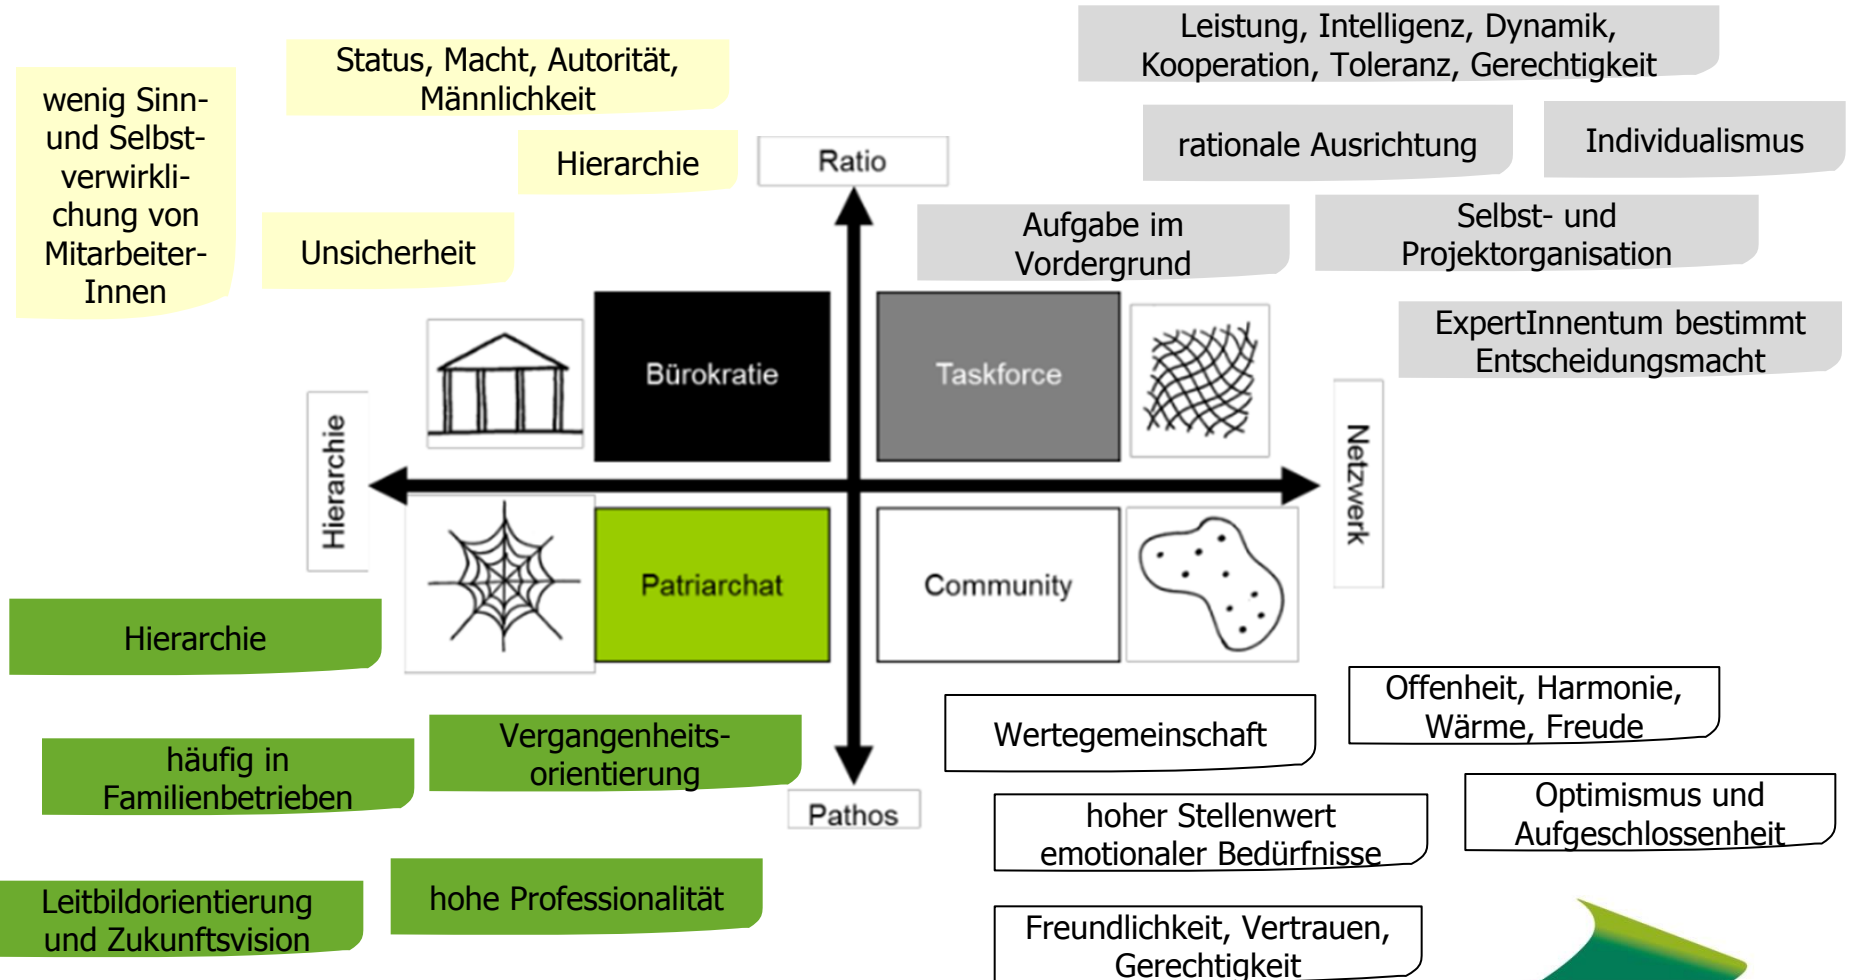 Leistung, Intelligenz, Dynamik,
Kooperation, Toleranz, Gerechtigkeit
Status, Macht, Autorität,
Männlichkeit
wenig Sinn-
und Selbst-
verwirkli-
chung von
Mitarbeiter-
Innen
Hierarchie
Ratio
rationale Ausrichtung
Individualismus
Unsicherheit
Aufgabe im
Vordergrund
Selbst- und
Projektorganisation
ExpertInnentum bestimmt
Entscheidungsmacht
Bürokratie
Taskforce
Hierarchie
Netzwerk
Patriarchat
Community
Hierarchie
Vergangenheits-
orientierung
häufig in
Familienbetrieben
Pathos
Wertegemeinschaft
Offenheit, Harmonie,
Wärme, Freude
hoher Stellenwert
emotionaler Bedürfnisse
Optimismus und
Aufgeschlossenheit
Leitbildorientierung
und Zukunftsvision
hohe Professionalität
Freundlichkeit, Vertrauen,
Gerechtigkeit